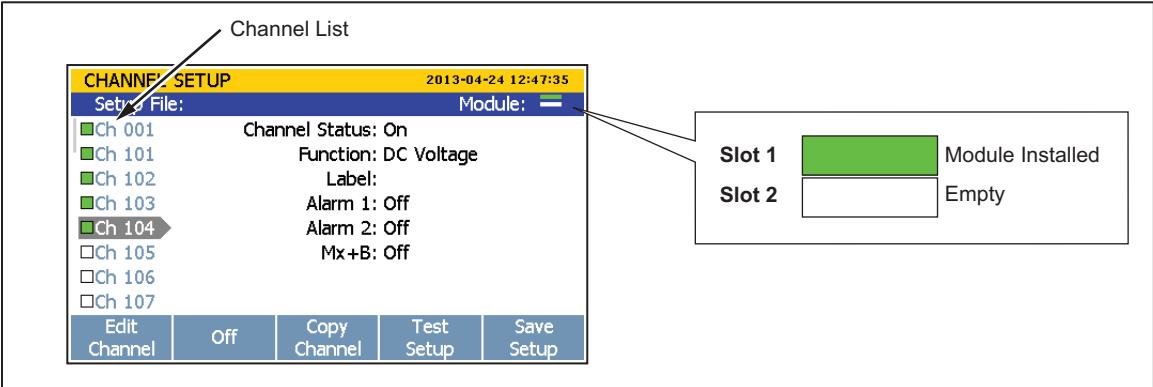 Channel List
CHANNEL SETUP 2013-04-24 12:47:35
Setup File: Module:
Ch 001 Channel Status: On
Ch 101 Function: DC Voltage
Ch 102 Label:
Ch 103 Alarm 1: Off
Ch 104 Alarm 2: Off
Ch 105 Mx+B: Off
Ch 106
Ch 107
Edit Channel Off Copy Channel Test Setup Save Setup
Slot 1 Module Installed
Slot 2 Empty